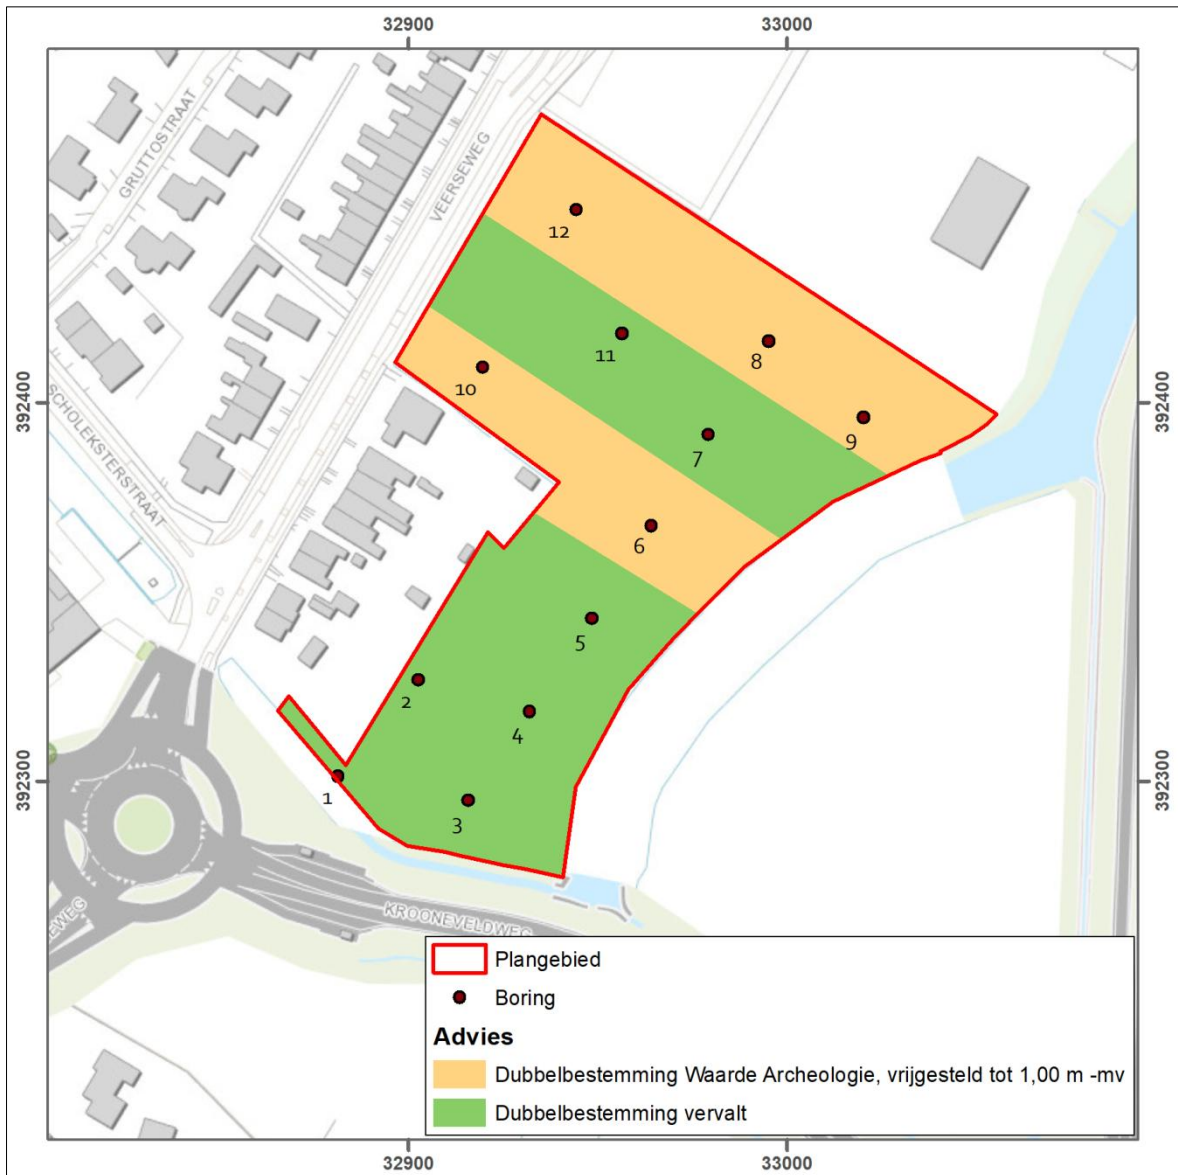 32900
33000
GRUTTOSTRAAT
VEERSEWEG
12
11
8
10
392400
392400
9
7
SCHOLEKSTERSTRAAT
6
5
2
4
392300
392300
1
3
EWEG
KROONEVELDWEG
Plangebied
Boring
Advies
Dubbelbestemming Waarde Archeologie, vrijgesteld tot 1,00 m -mv
Dubbelbestemming vervalt
32900
33000